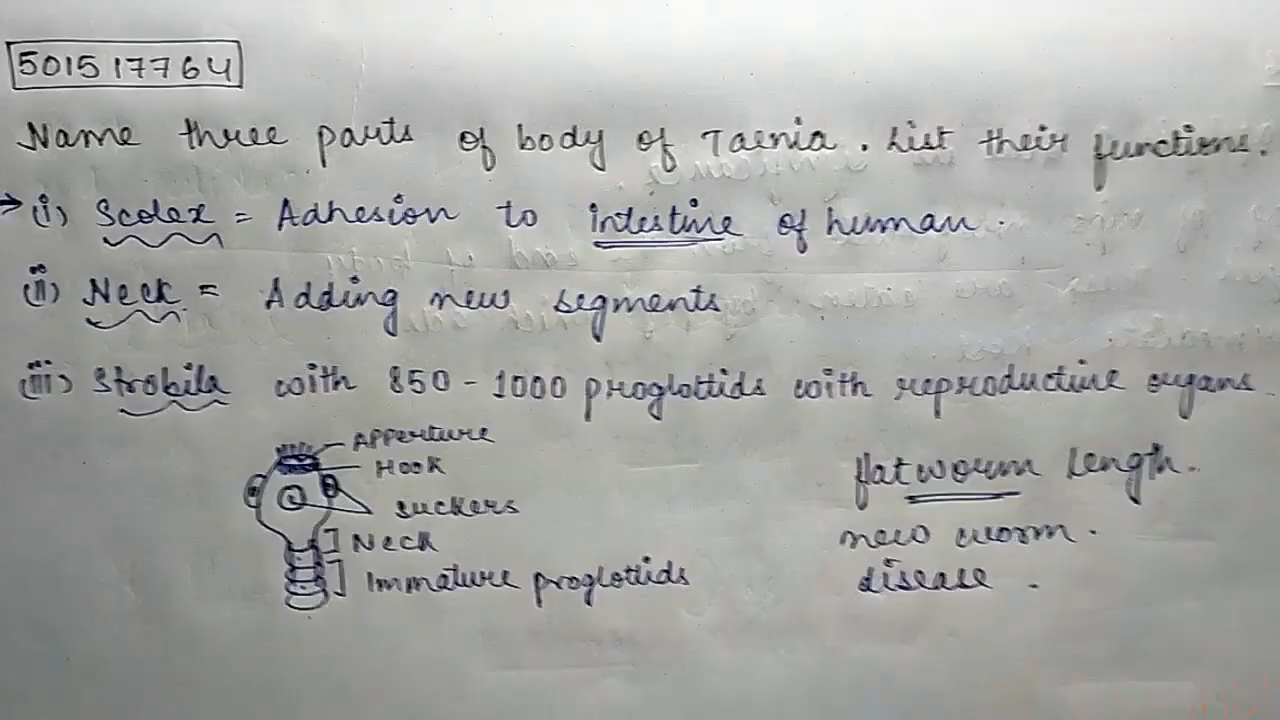 501517764
Name three parts of body of Taenia. List their functions.
→ (i) Scolex = Adhesion to intestine of human.
(ii) Neck = Adding new segments
(iii) Strobila with 850-1000 proglottids with reproductive organs.
Apperture
Hook
suckers
Neck
Immature proglottids
flatworm length.
new worm.
disease.